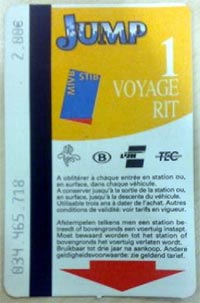 JUMP
1
VOYAGE
RIT
MIVB
STIB
B
TEC
A oblitérer à chaque entrée en station ou,
en surface, dans chaque véhicule.
A conserver jusqu'à la sortie de la station ou,
en surface, jusqu'à la descente du véhicule.
Utilisable trois ans à dater de l'achat. Autres
conditions de validité: voir tarifs en vigueur.
Afstempelen telkens men een station be-
treedt of bovengronds een voertuig instapt.
Moet bewaard worden tot het station of
bovengronds het voertuig verlaten wordt.
Bruikbaar tot drie jaar na aankoop. Andere
geldigheidsvoorwaarde: zie geldend tarief.
2.00€
034 465 718